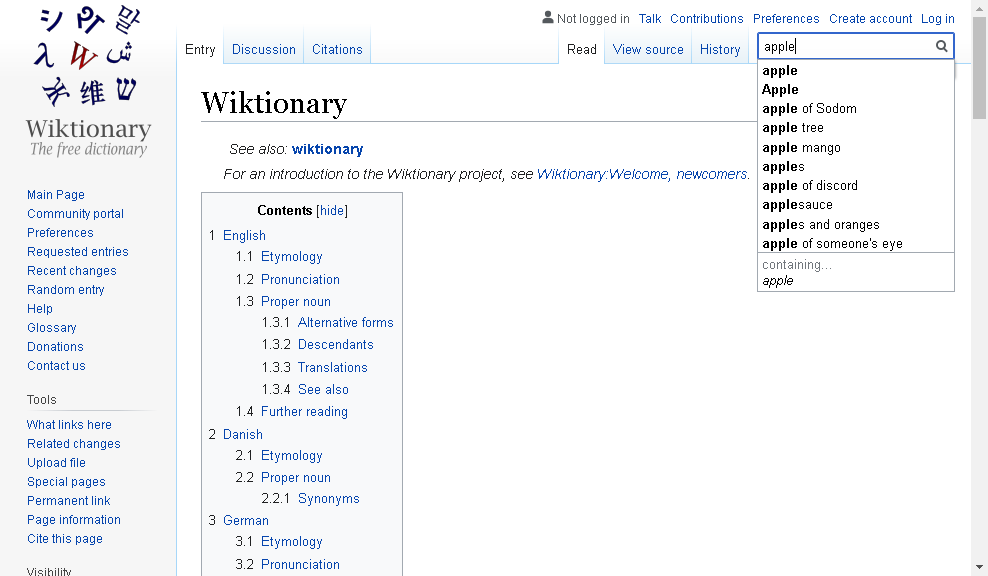 Not logged in Talk Contributions Preferences Create account Log in
Entry Discussion Citations Read View source History apple
Wiktionary
The free dictionary
Main Page
Community portal
Preferences
Requested entries
Recent changes
Random entry
Help
Glossary
Donations
Contact us
Tools
What links here
Related changes
Upload file
Special pages
Permanent link
Page information
Cite this page
Visibility
Wiktionary
See also: wiktionary
For an introduction to the Wiktionary project, see Wiktionary:Welcome, newcomers.
Contents [hide]
1 English
1.1 Etymology
1.2 Pronunciation
1.3 Proper noun
1.3.1 Alternative forms
1.3.2 Descendants
1.3.3 Translations
1.3.4 See also
1.4 Further reading
2 Danish
2.1 Etymology
2.2 Proper noun
2.2.1 Synonyms
3 German
3.1 Etymology
3.2 Pronunciation
apple
Apple
apple of Sodom
apple tree
apple mango
apples
apple of discord
applesauce
apples and oranges
apple of someone's eye
containing...
apple